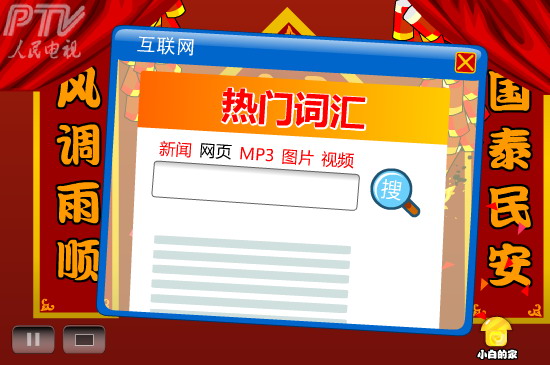 PTV
人民电视
互联网
热门词汇
新闻 网页 MP3 图片 视频
搜
风调雨顺
国泰民安
小白的家